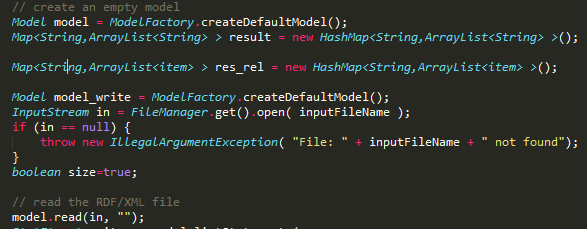 // create an empty model
Model model = ModelFactory.createDefaultModel();
Map<String,ArrayList<String> > result = new HashMap<String,ArrayList<String> >();
Map<String,ArrayList<item> > res_rel = new HashMap<String,ArrayList<item> >();
Model model_write = ModelFactory.createDefaultModel();
InputStream in = FileManager.get().open( inputFileName );
if (in == null) {
throw new IllegalArgumentException( "File: " + inputFileName + " not found");
}
boolean size=true;
// read the RDF/XML file
model.read(in, "");